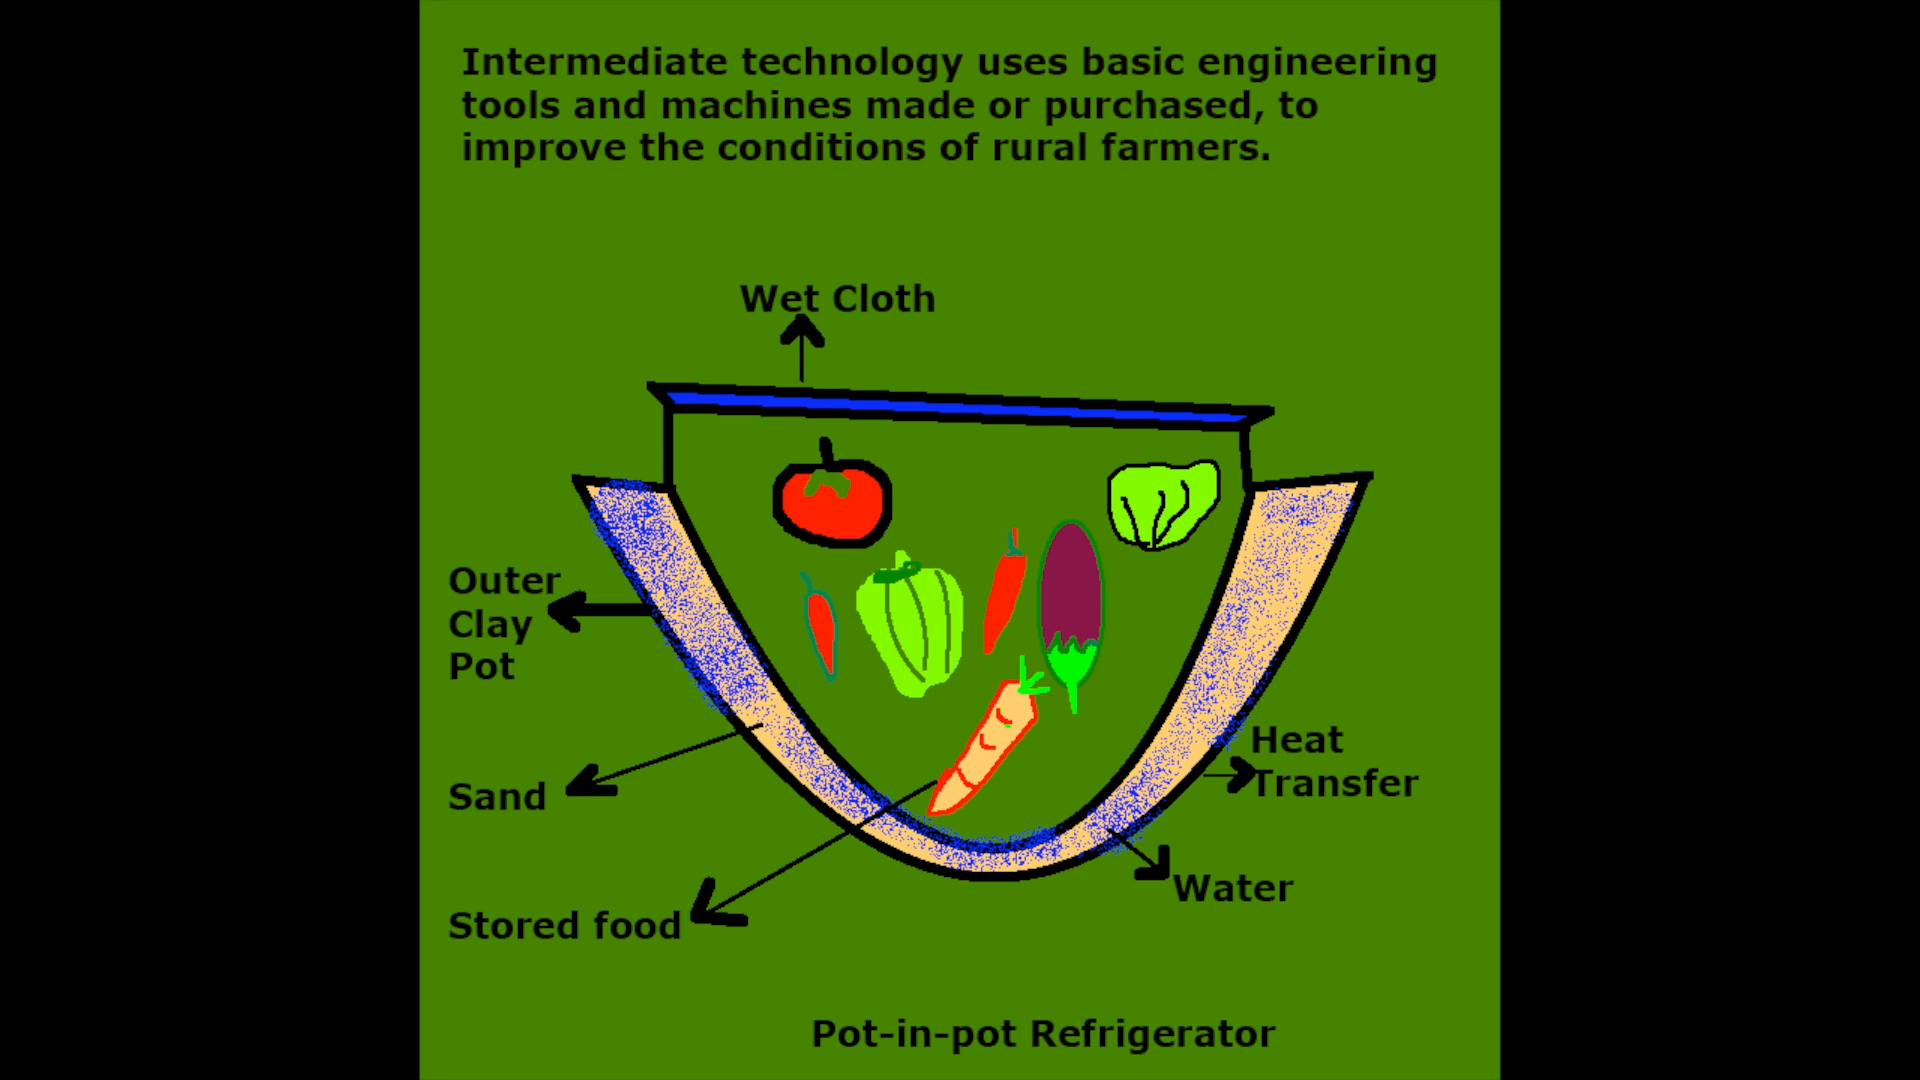 Intermediate technology uses basic engineering
tools and machines made or purchased, to
improve the conditions of rural farmers.
Wet Cloth
Outer
Clay
Pot
Sand
Stored food
Heat
Transfer
Water
Pot-in-pot Refrigerator